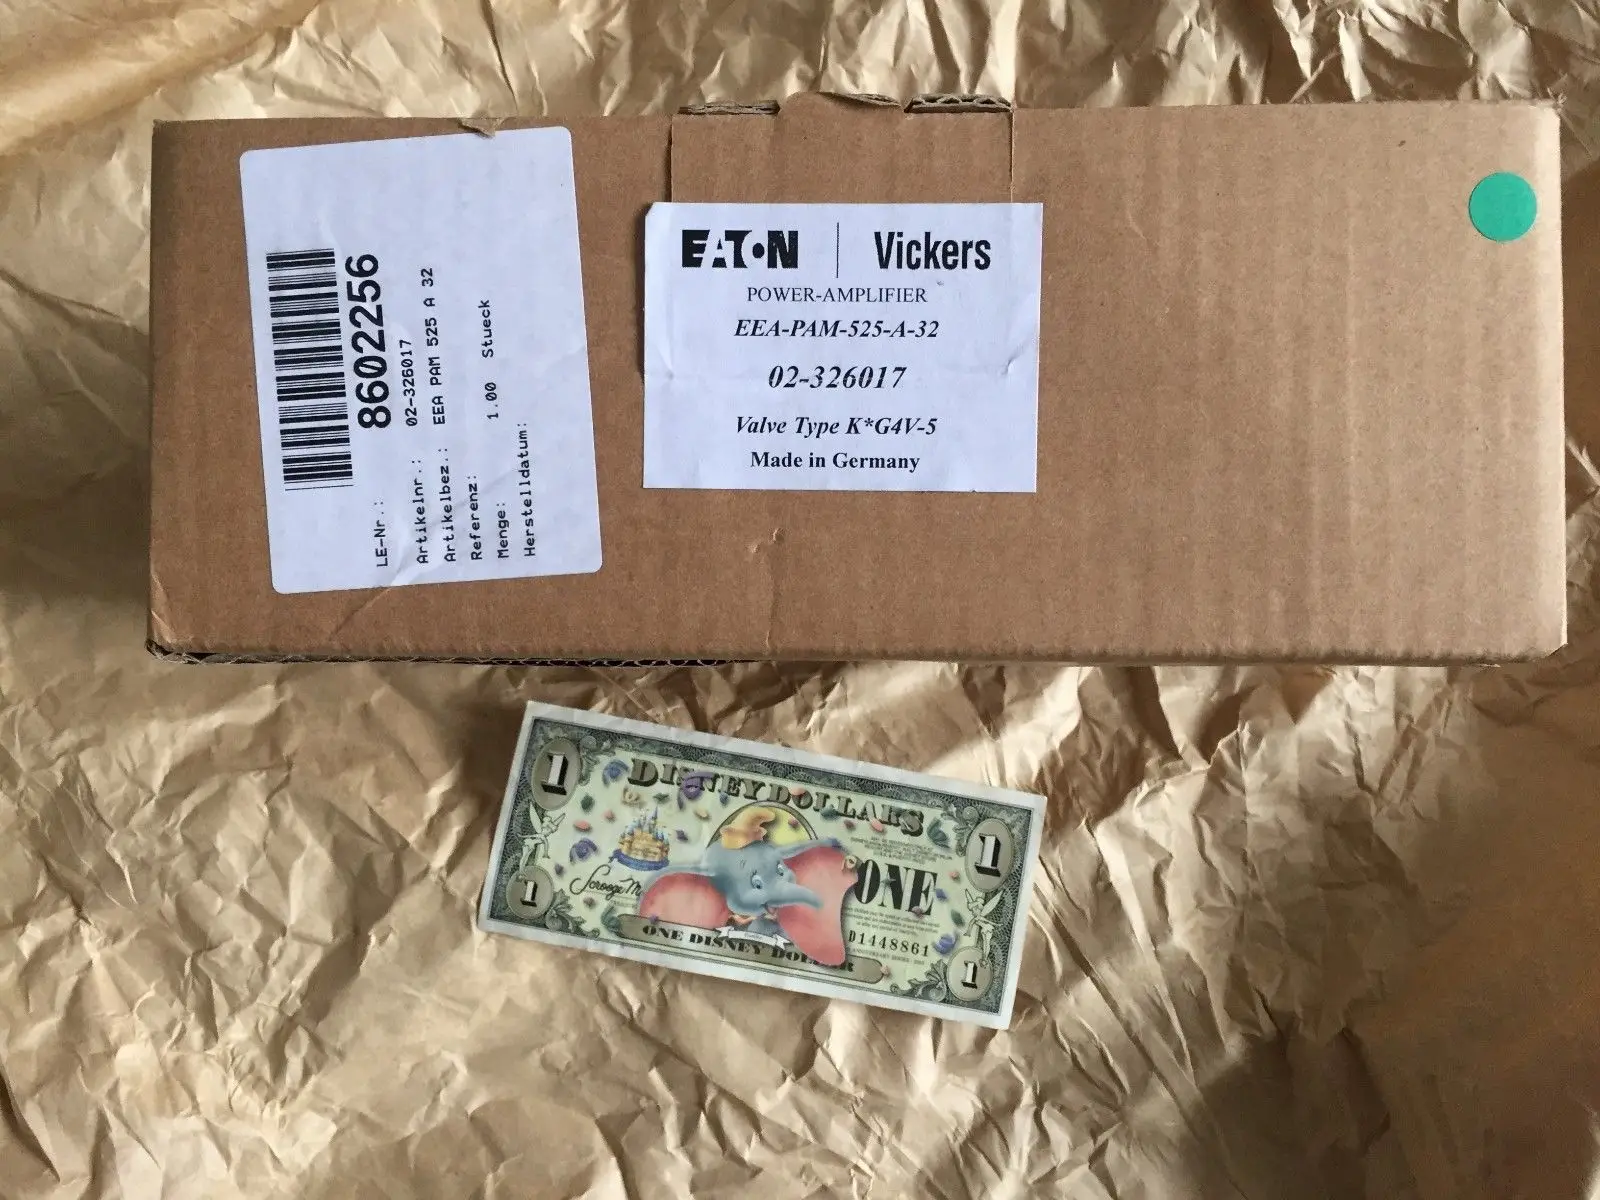 LE-Nr.: 8602256
Artikelnr.: 02-326017
Artikelbez.: EEA PAM 525 A 32
Referenz:
Menge: 1.00 Stueck
Herstelldatum:
EATON | Vickers
POWER-AMPLIFIER
EEA-PAM-525-A-32
02-326017
Valve Type K*G4V-5
Made in Germany
1
DISNEY DOLLARS
1
ONE
Scrooge M
1
D1448861
ONE DISNEY DOLLAR
1